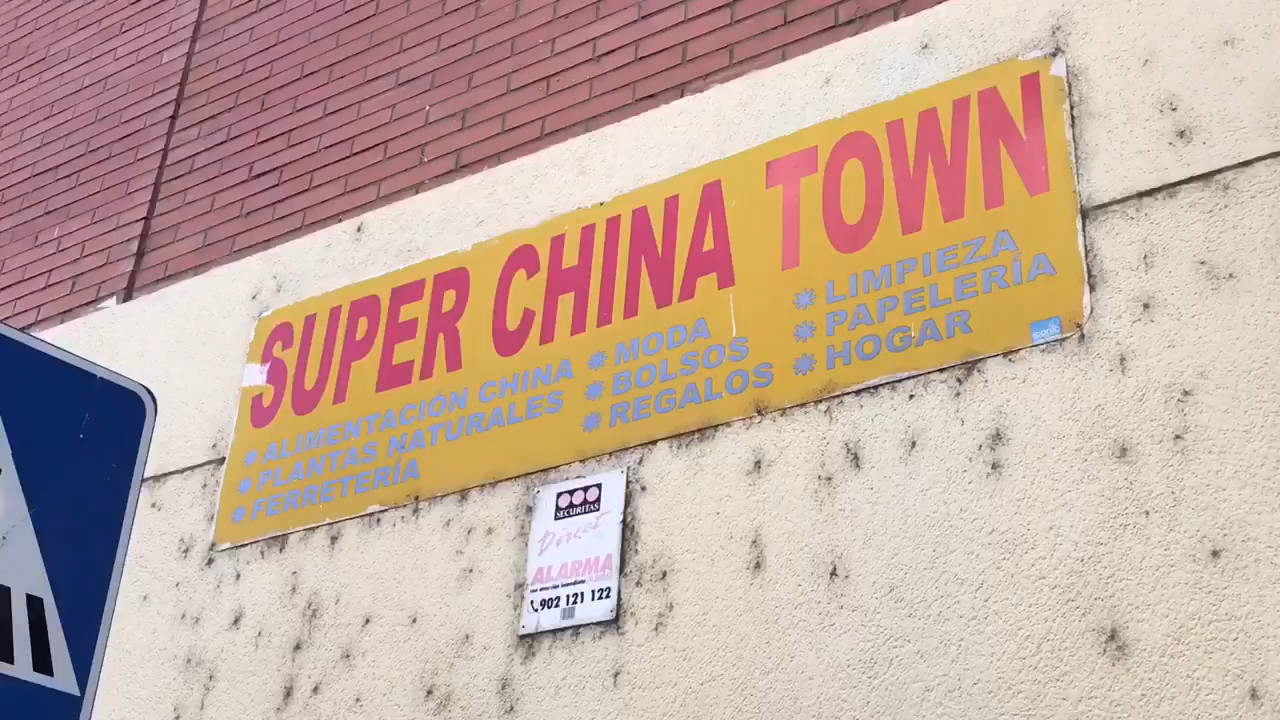 SUPER CHINA TOWN
* ALIMENTACIÓN CHINA
* PLANTAS NATURALES
* FERRETERÍA
* MODA
* BOLSOS
* REGALOS
* LIMPIEZA
* PAPELERÍA
* HOGAR
iconic
SECURITAS
Direct
ALARMA
902 121 122